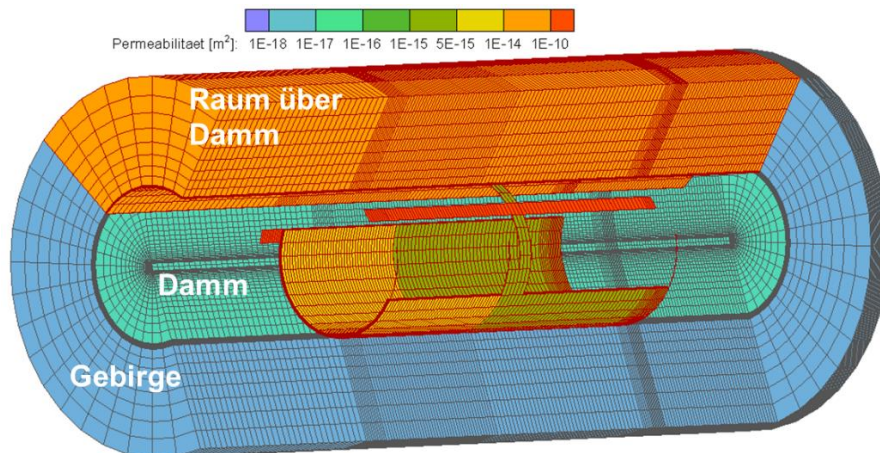 Permeabilitaet [m²]: 1E-18 1E-17 1E-16 1E-15 5E-15 1E-14 1E-10
Raum über
Damm
Damm
Gebirge